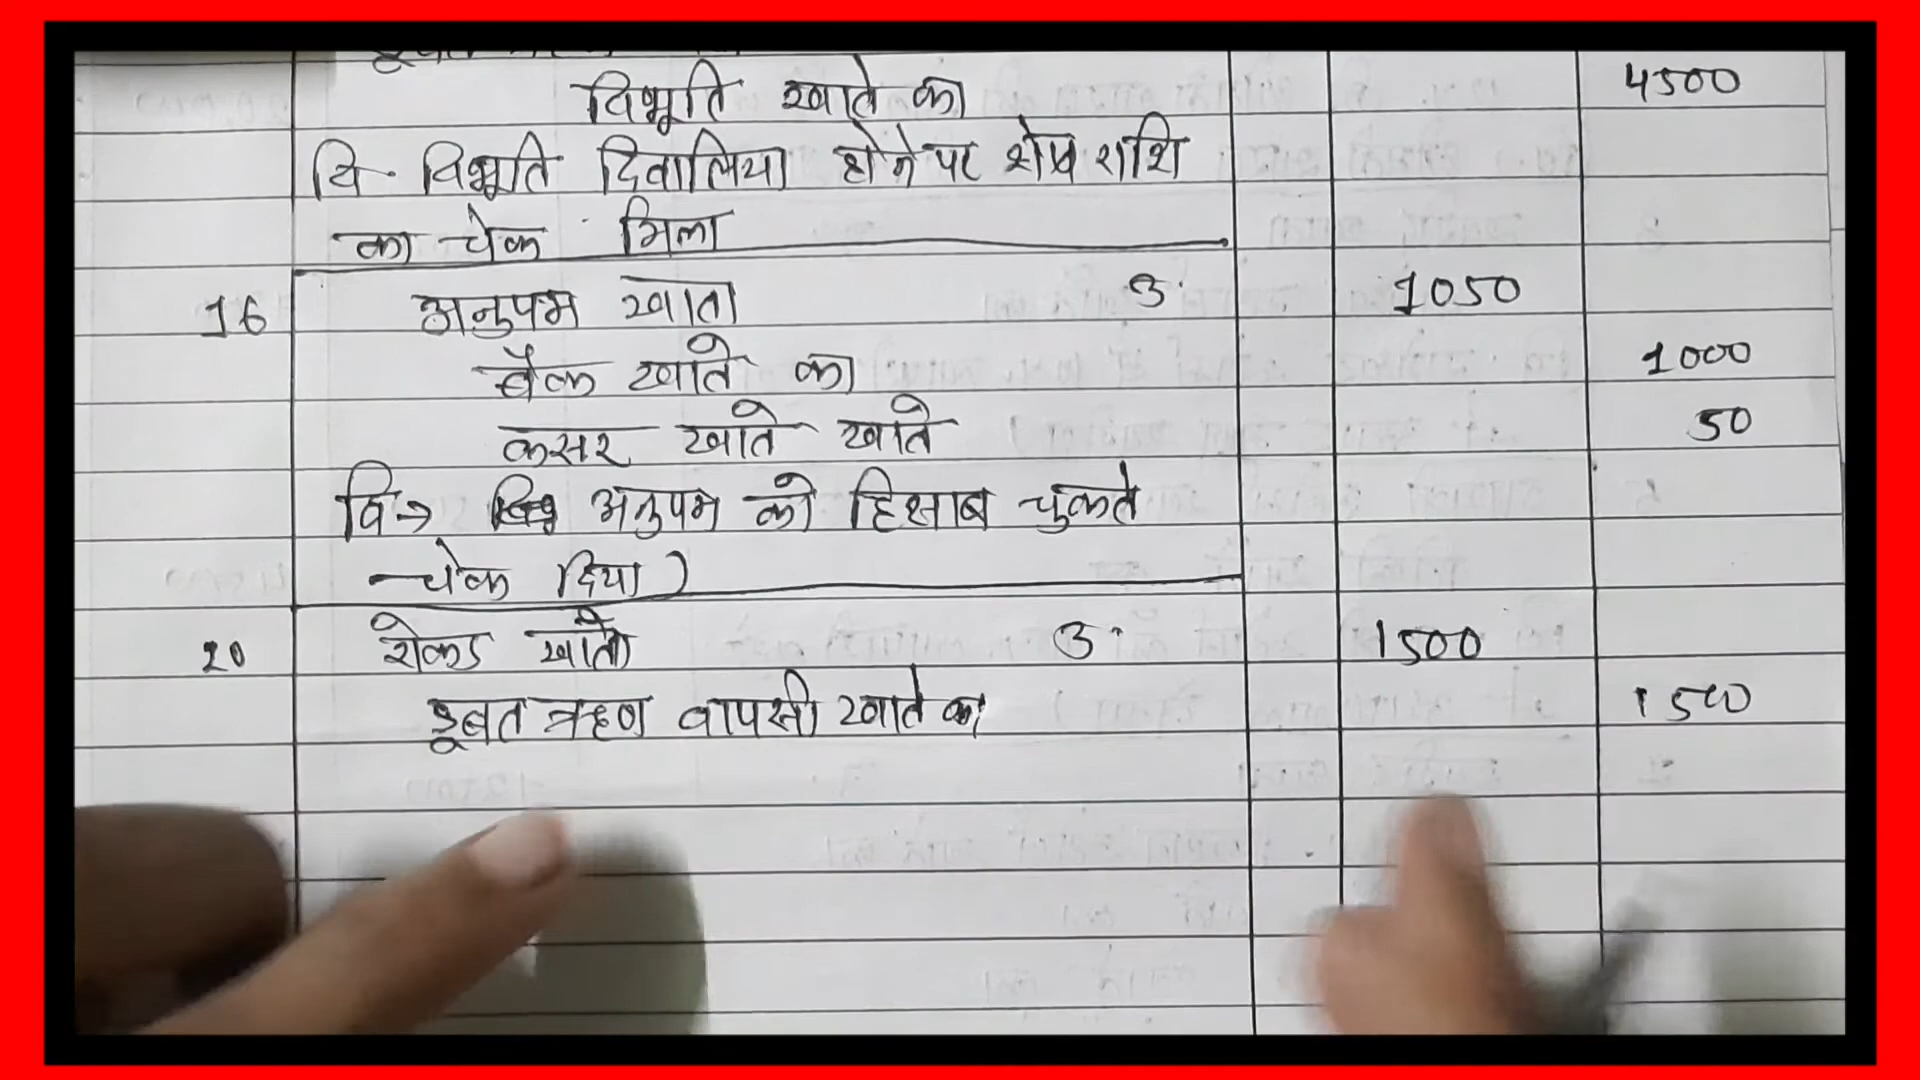 विभूति खाते का 4500
वि- विभूति दिवालिया होने पर शेष राशि
का चेक मिला
16 अनुपम खाता उ. 1050
बैंक खाते का 1000
कसर खाते खाते 50
वि→ अनुपम को हिसाब चुकते
चेक दिया)
20 रोकड खाते उ. 1500
डूबत ऋण वापसी खाते का 1500